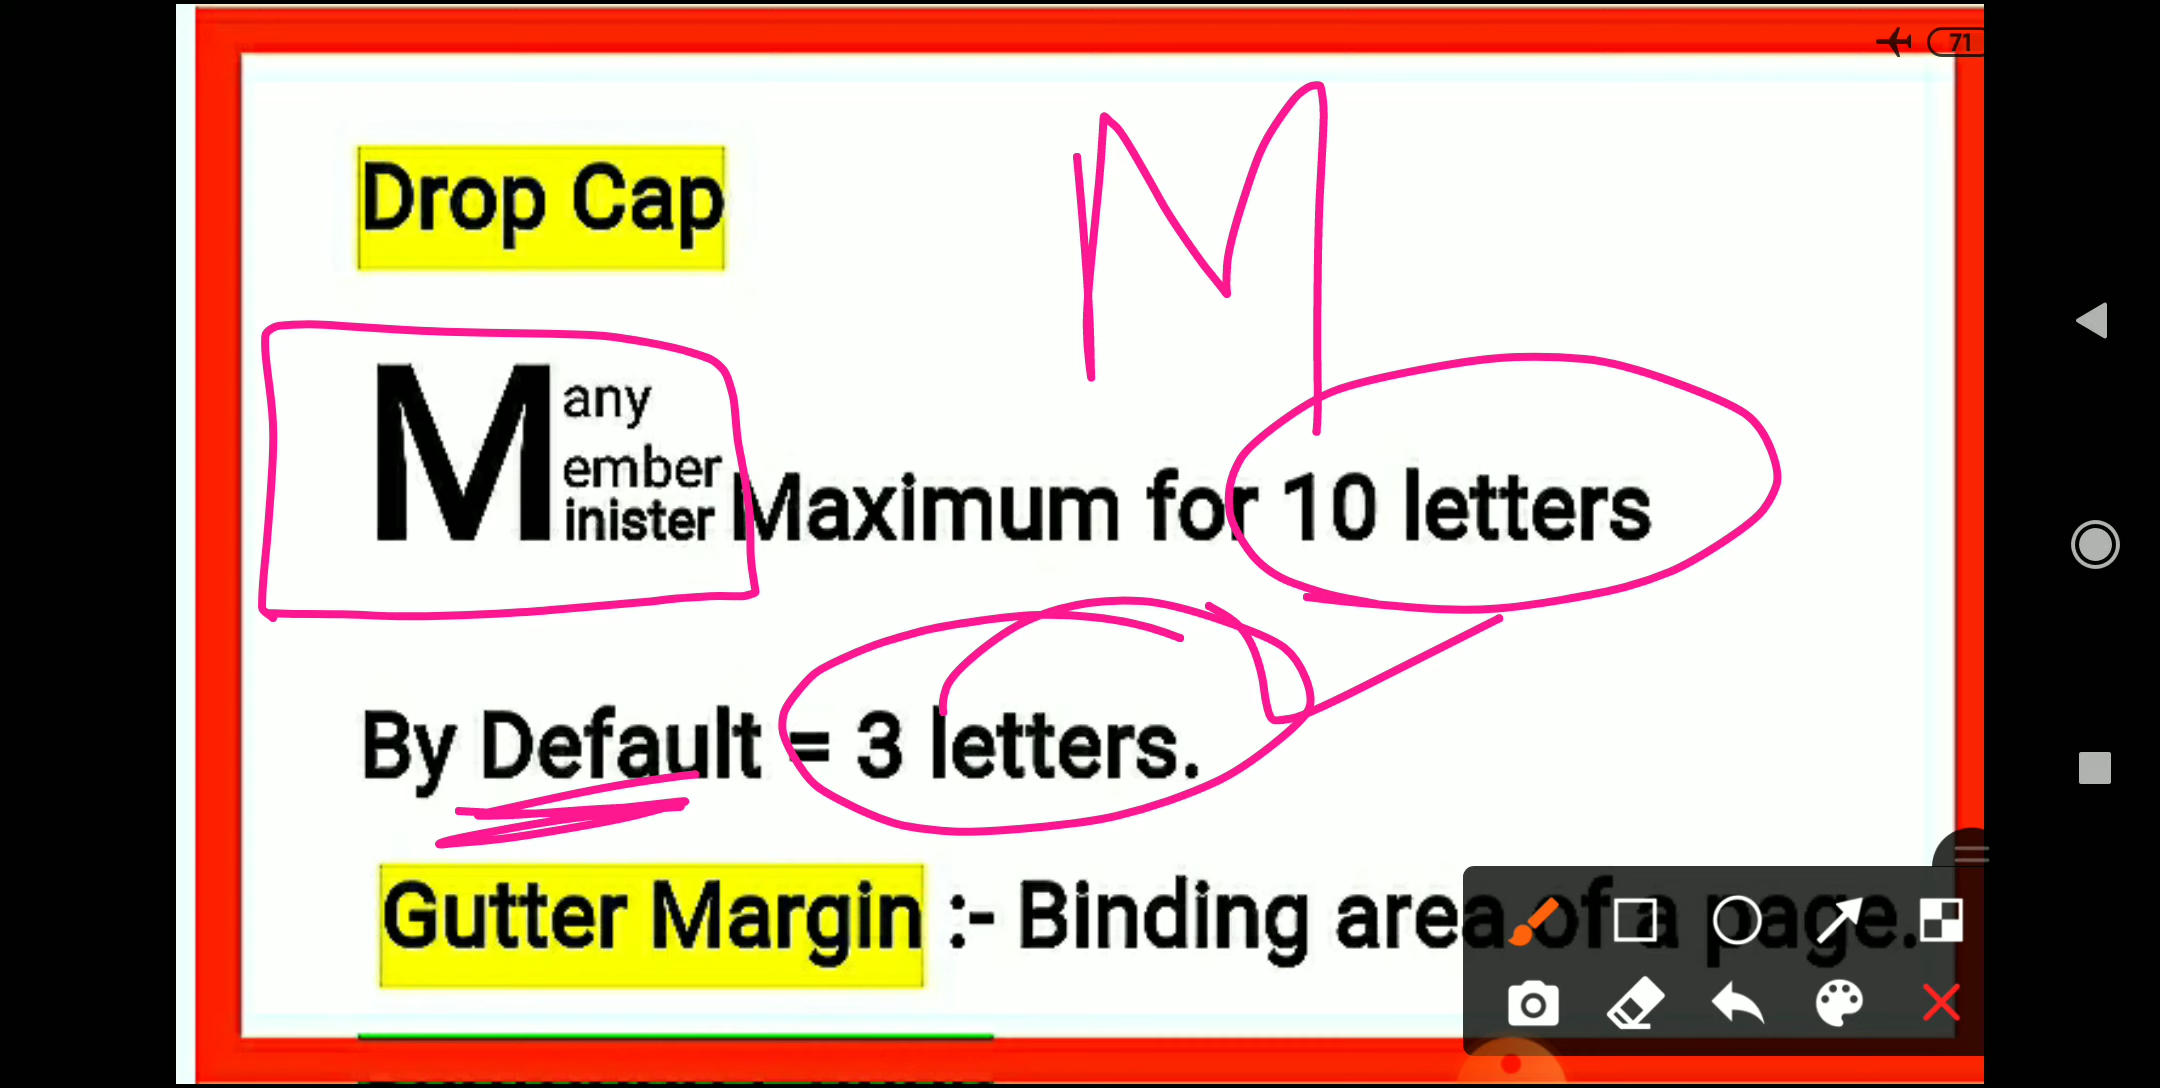 71
Drop Cap
M
Many
ember
inister Maximum for 10 letters
By Default = 3 letters.
Gutter Margin :- Binding area of a page.